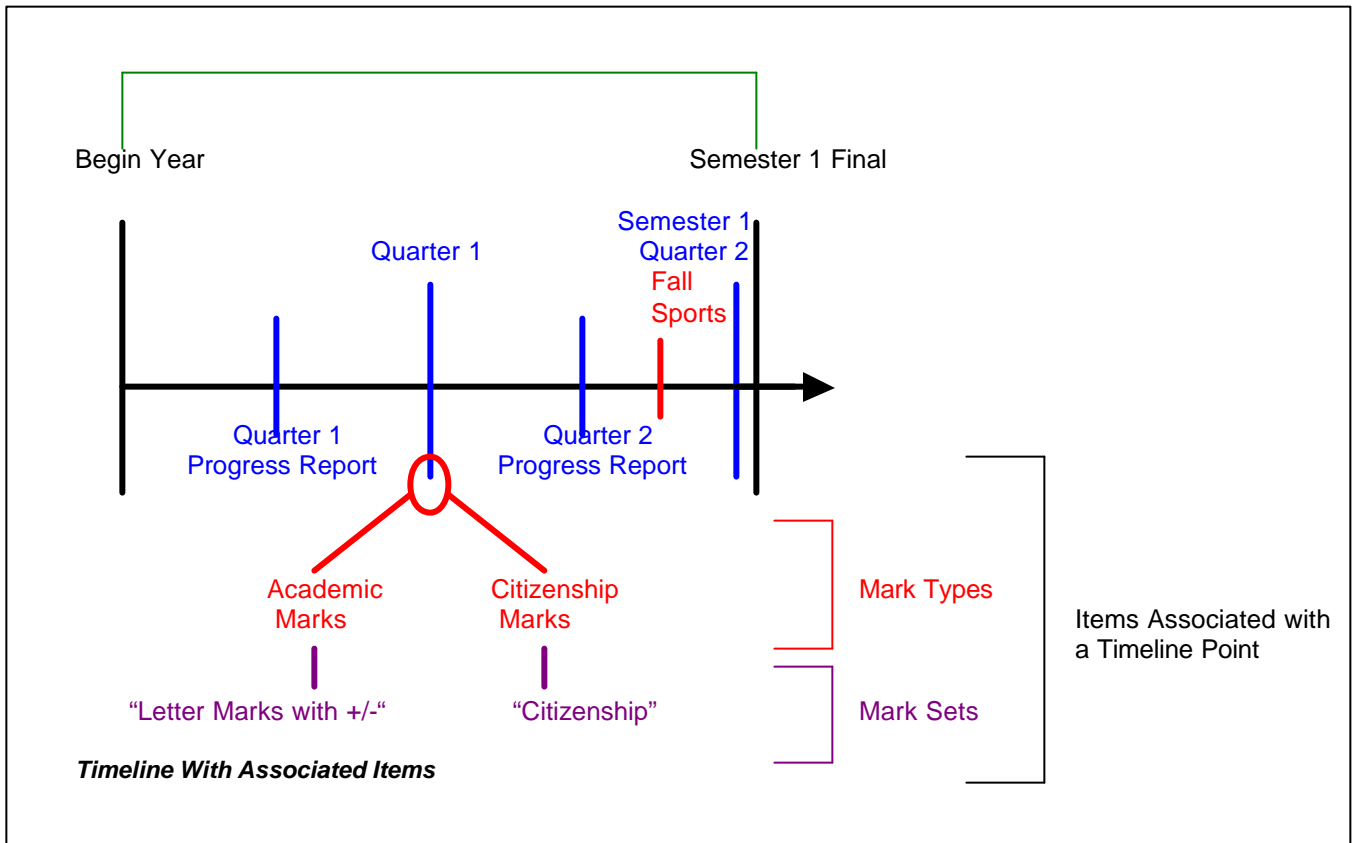 Begin Year
Semester 1 Final
Semester 1
Quarter 1
Quarter 2
Fall
Sports
Quarter 1
Progress Report
Quarter 2
Progress Report
Academic
Marks
Citizenship
Marks
Mark Types
Items Associated with
a Timeline Point
“Letter Marks with +/-“
“Citizenship”
Mark Sets
Timeline With Associated Items